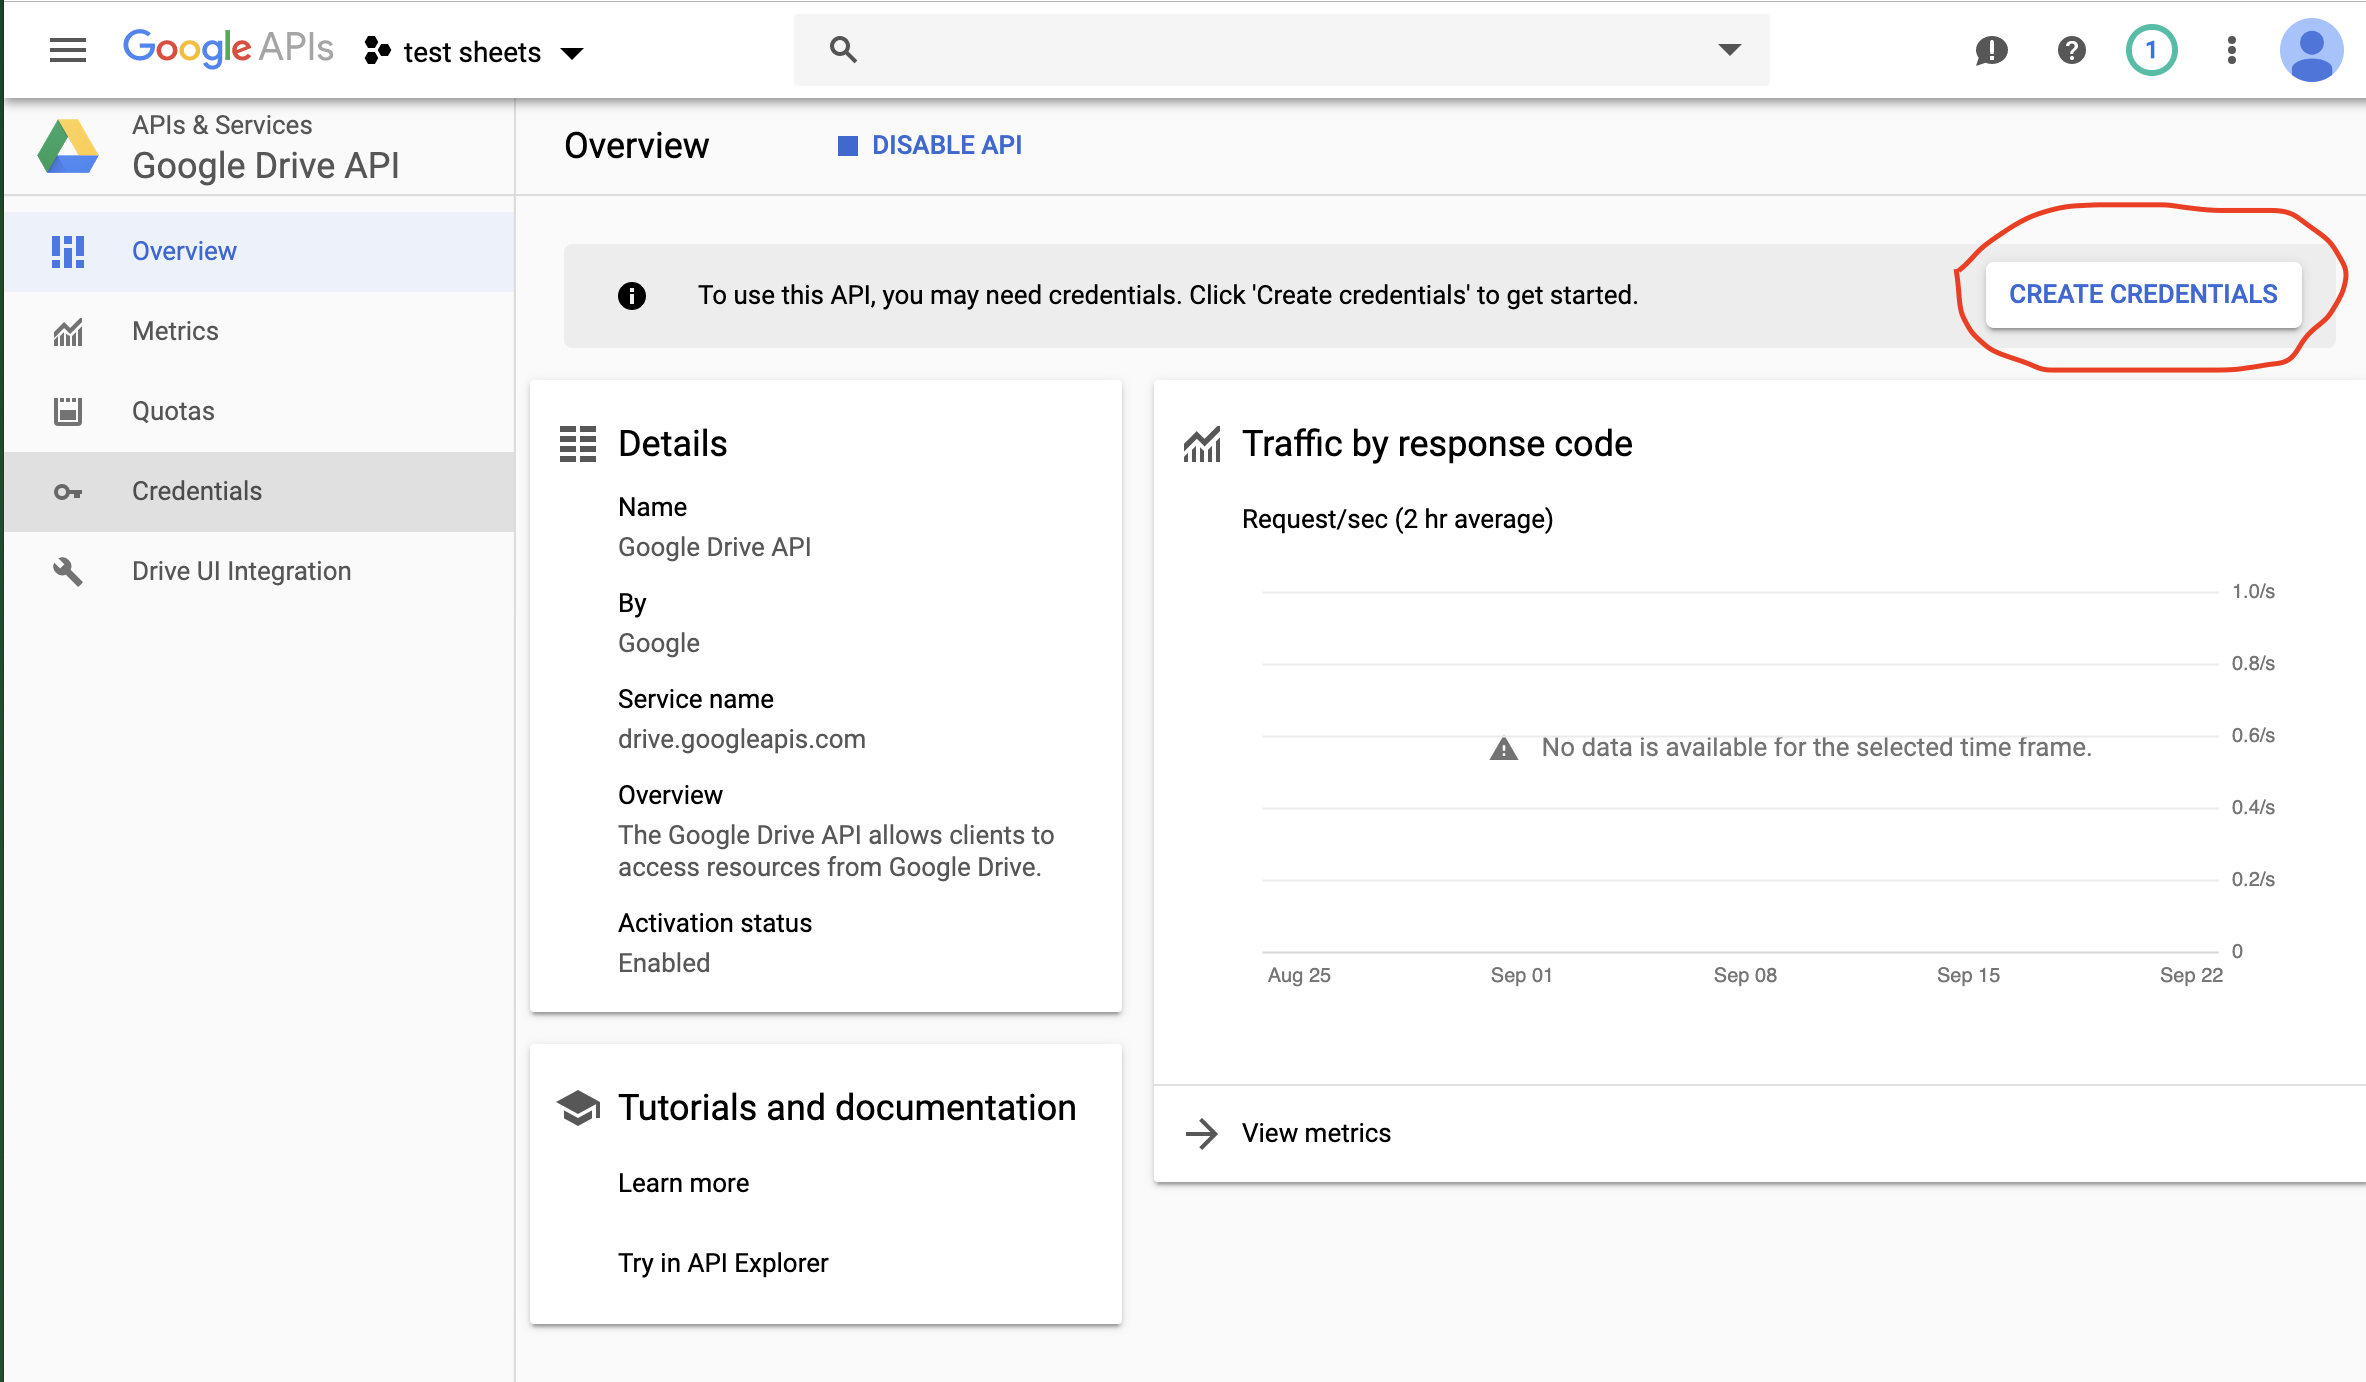 Google APIs
test sheets
1
APIs & Services
Google Drive API
Overview
DISABLE API
Overview
Metrics
Quotas
Credentials
Drive UI Integration
To use this API, you may need credentials. Click 'Create credentials' to get started.
CREATE CREDENTIALS
Details
Name
Google Drive API
By
Google
Service name
drive.googleapis.com
Overview
The Google Drive API allows clients to
access resources from Google Drive.
Activation status
Enabled
Tutorials and documentation
Learn more
Try in API Explorer
Traffic by response code
Request/sec (2 hr average)
1.0/s
0.8/s
0.6/s
No data is available for the selected time frame.
0.4/s
0.2/s
0
Aug 25 Sep 01 Sep 08 Sep 15 Sep 22
View metrics